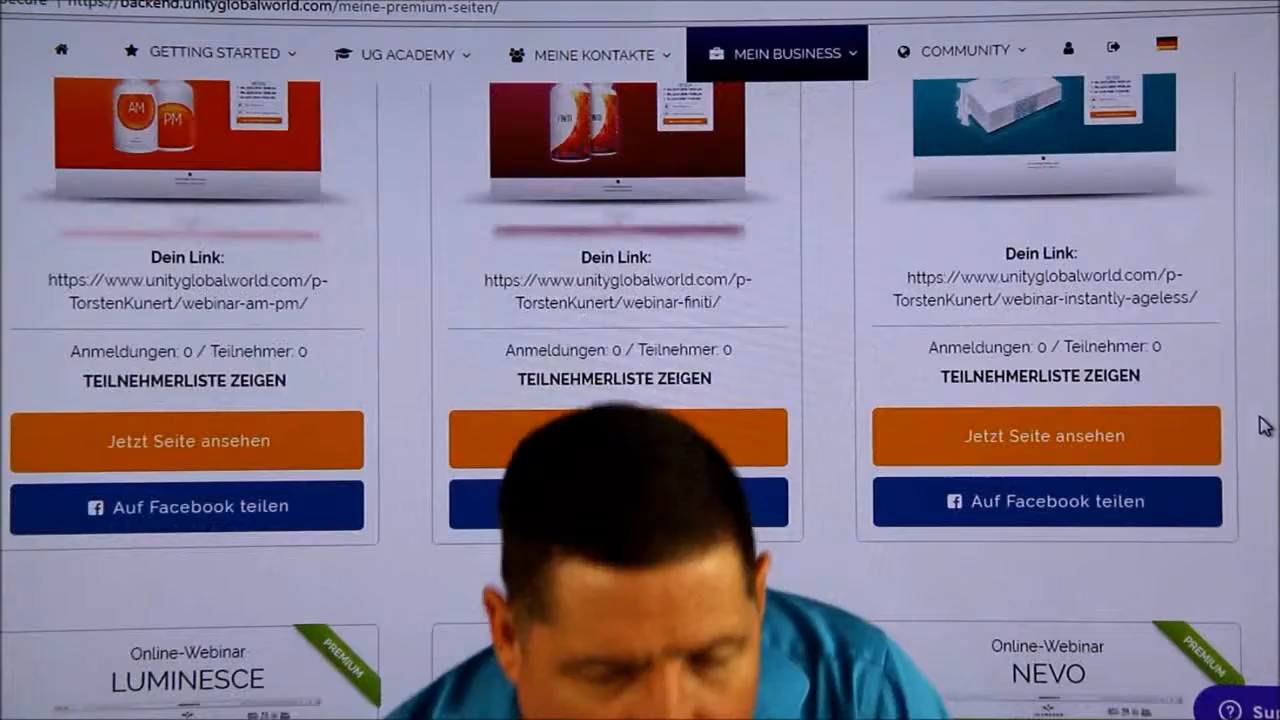 https://backend.unityglobalworld.com/meine-premium-seiten/
GETTING STARTED
UG ACADEMY
MEINE KONTAKTE
MEIN BUSINESS
COMMUNITY
AM
PM
Dein Link:
https://www.unityglobalworld.com/p-
TorstenKunert/webinar-am-pm/
Anmeldungen: 0 / Teilnehmer: 0
TEILNEHMERLISTE ZEIGEN
Jetzt Seite ansehen
Auf Facebook teilen
Dein Link:
https://www.unityglobalworld.com/p-
TorstenKunert/webinar-finiti/
Anmeldungen: 0 / Teilnehmer: 0
TEILNEHMERLISTE ZEIGEN
Dein Link:
https://www.unityglobalworld.com/p-
TorstenKunert/webinar-instantly-ageless/
Anmeldungen: 0 / Teilnehmer: 0
TEILNEHMERLISTE ZEIGEN
Jetzt Seite ansehen
Auf Facebook teilen
Online-Webinar
LUMINESCE
PREMIUM
Online-Webinar
NEVO
PREMIUM